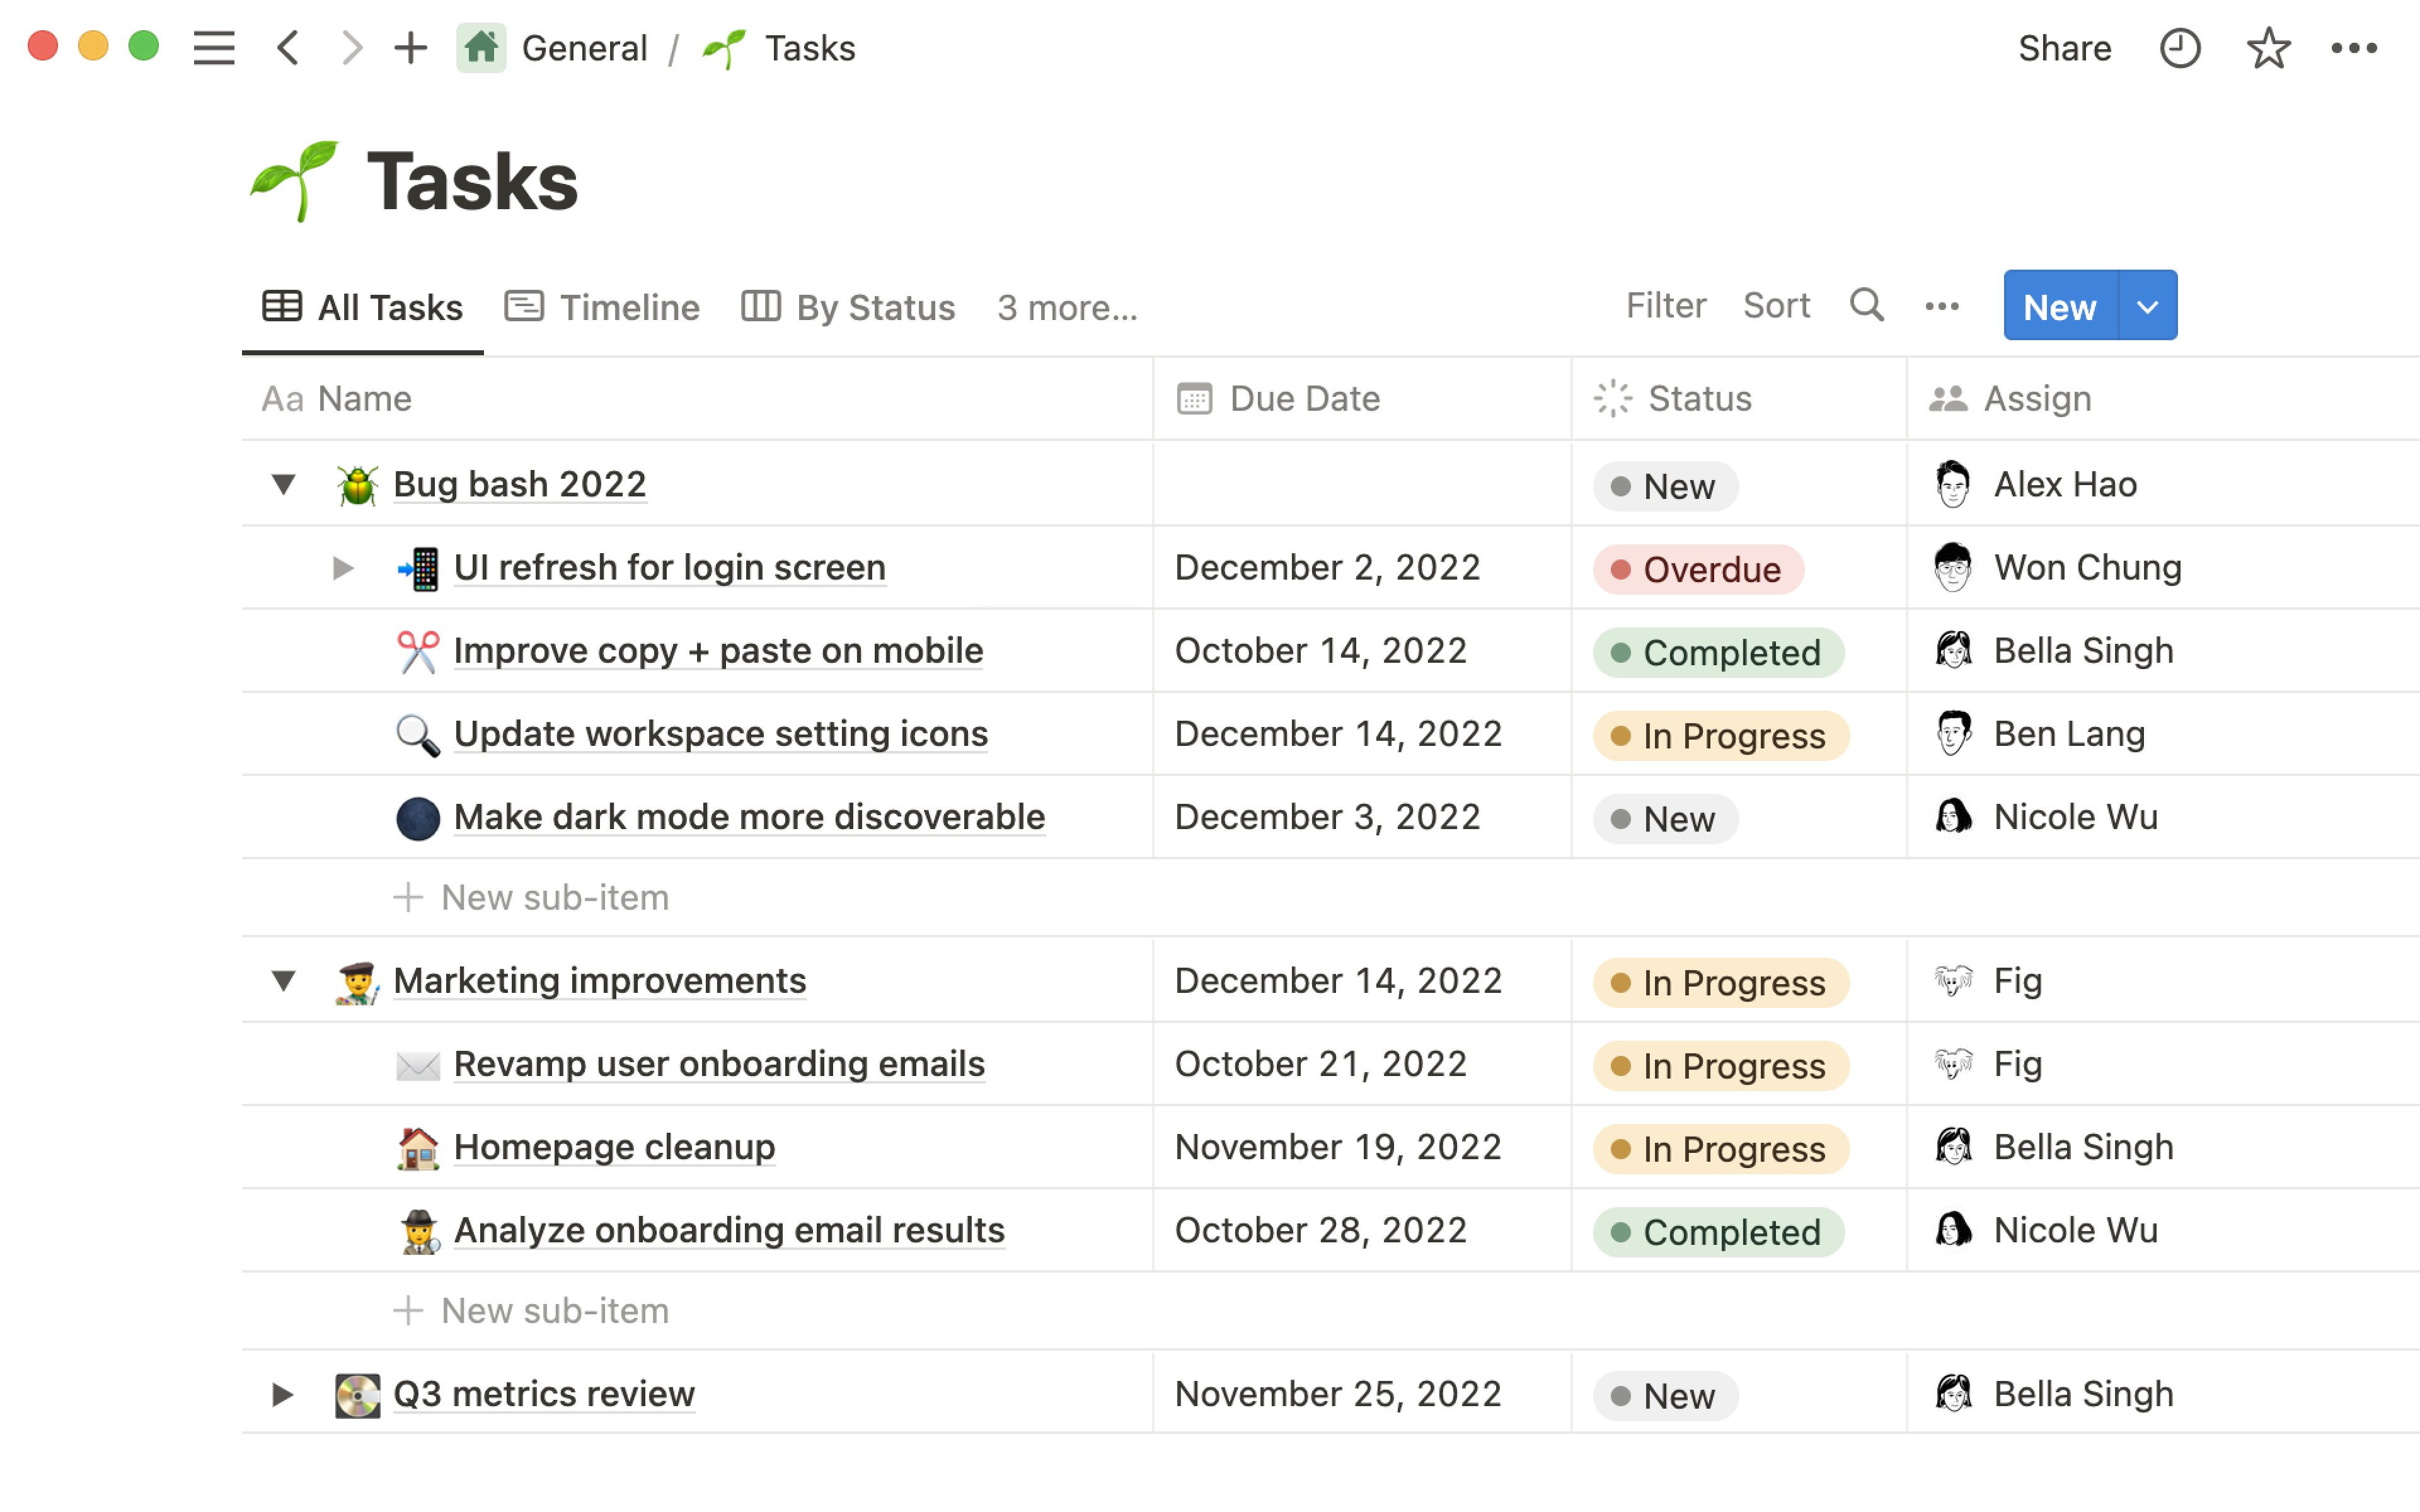 General / Tasks
Share
Tasks
All Tasks Timeline By Status 3 more...
Filter Sort New
Aa Name Due Date Status Assign
Bug bash 2022 New Alex Hao
UI refresh for login screen December 2, 2022 Overdue Won Chung
Improve copy + paste on mobile October 14, 2022 Completed Bella Singh
Update workspace setting icons December 14, 2022 In Progress Ben Lang
Make dark mode more discoverable December 3, 2022 New Nicole Wu
+ New sub-item
Marketing improvements December 14, 2022 In Progress Fig
Revamp user onboarding emails October 21, 2022 In Progress Fig
Homepage cleanup November 19, 2022 In Progress Bella Singh
Analyze onboarding email results October 28, 2022 Completed Nicole Wu
+ New sub-item
Q3 metrics review November 25, 2022 New Bella Singh